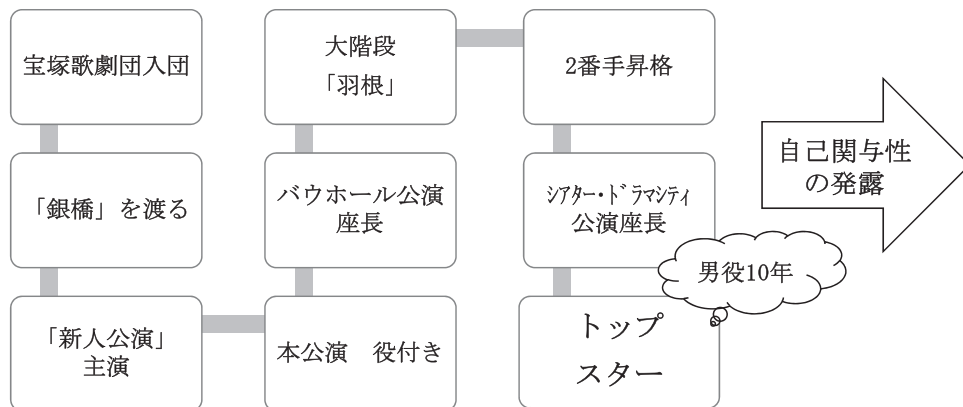 宝塚歌劇団入団
「銀橋」を渡る
「新人公演」
主演
本公演　役付き
バウホール公演
座長
大階段
「羽根」
2番手昇格
ｼｱﾀｰ･ﾄﾞﾗﾏｼﾃｨ
公演座長
トップ
スター
男役10年
自己関与性
の発露